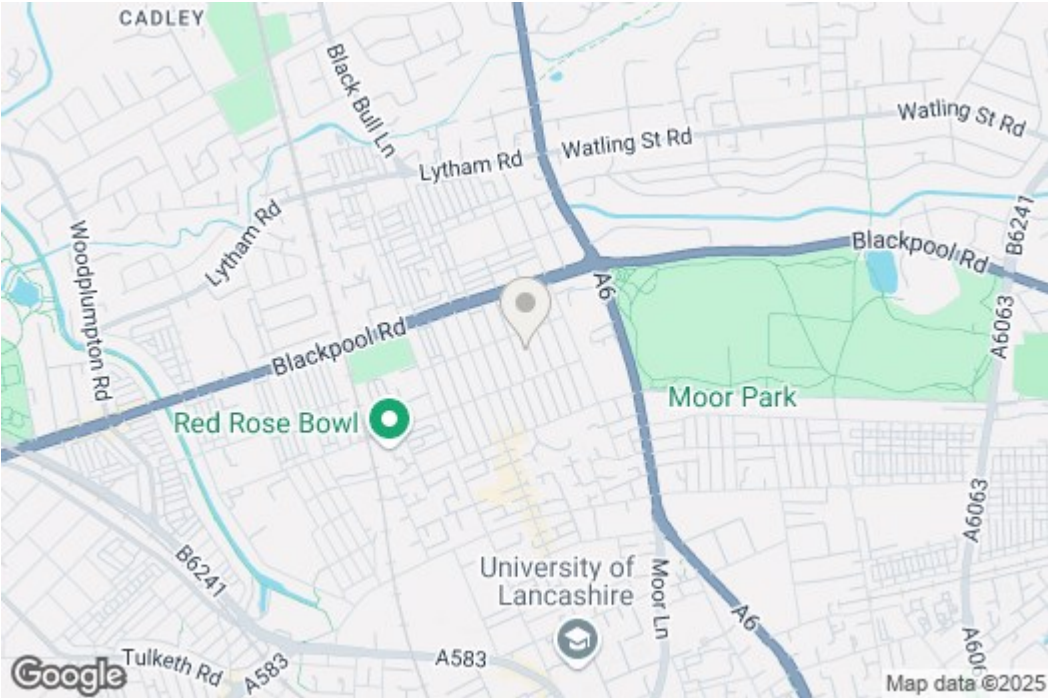 CADLEY
Black Bull Ln
Lytham Rd
Watling St Rd
Watling St Rd
Lytham Rd
Woodplumpton Rd
B6241
Blackpool Rd
A6
Blackpool Rd
A6063
Moor Park
Red Rose Bowl
A6063
B6241
University of
Lancashire
Moor Ln
A6
Tulketh Rd
A583
A583
Google
Map data ©2025